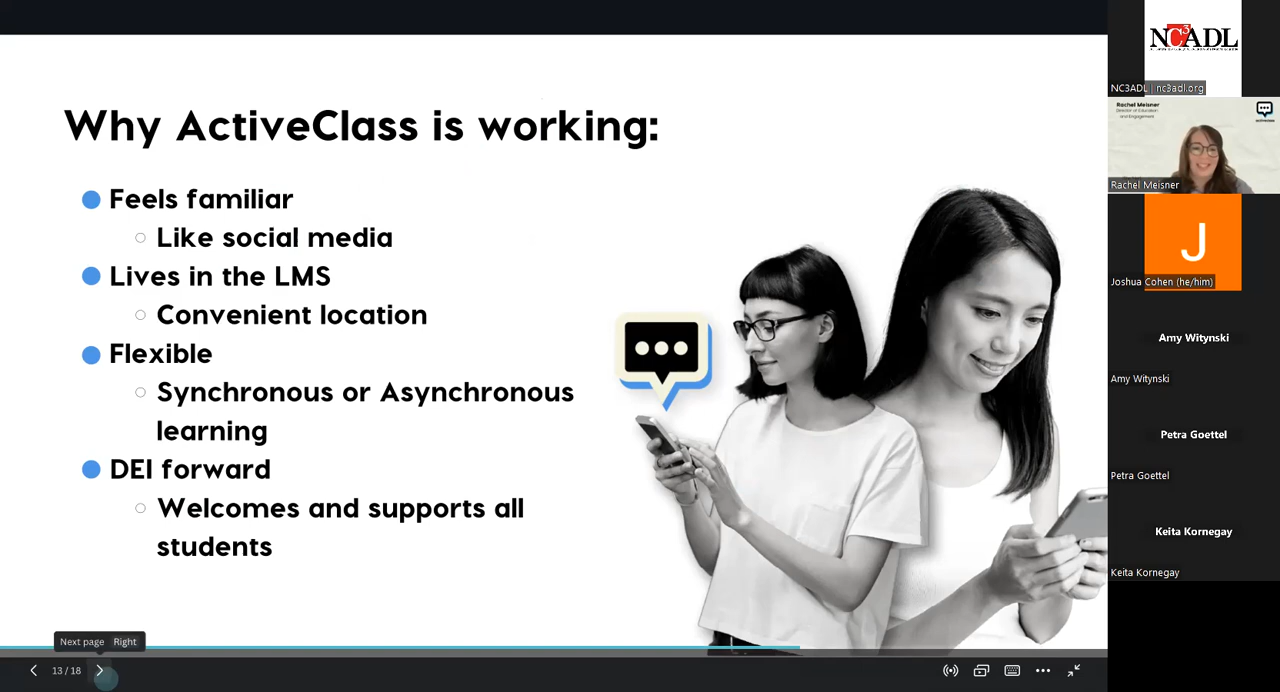 Why ActiveClass is working:
Feels familiar
Like social media
Lives in the LMS
Convenient location
Flexible
Synchronous or Asynchronous
learning
DEI forward
Welcomes and supports all
students
Next page Right
13 / 18
NC3ADL
NC3ADL | nc3adl.org
Rachel Meisner
Director of Education
and Engagement
Rachel Meisner
J
Joshua Cohen (he/him)
Amy Witynski
Amy Witynski
Petra Goettel
Petra Goettel
Keita Kornegay
Keita Kornegay